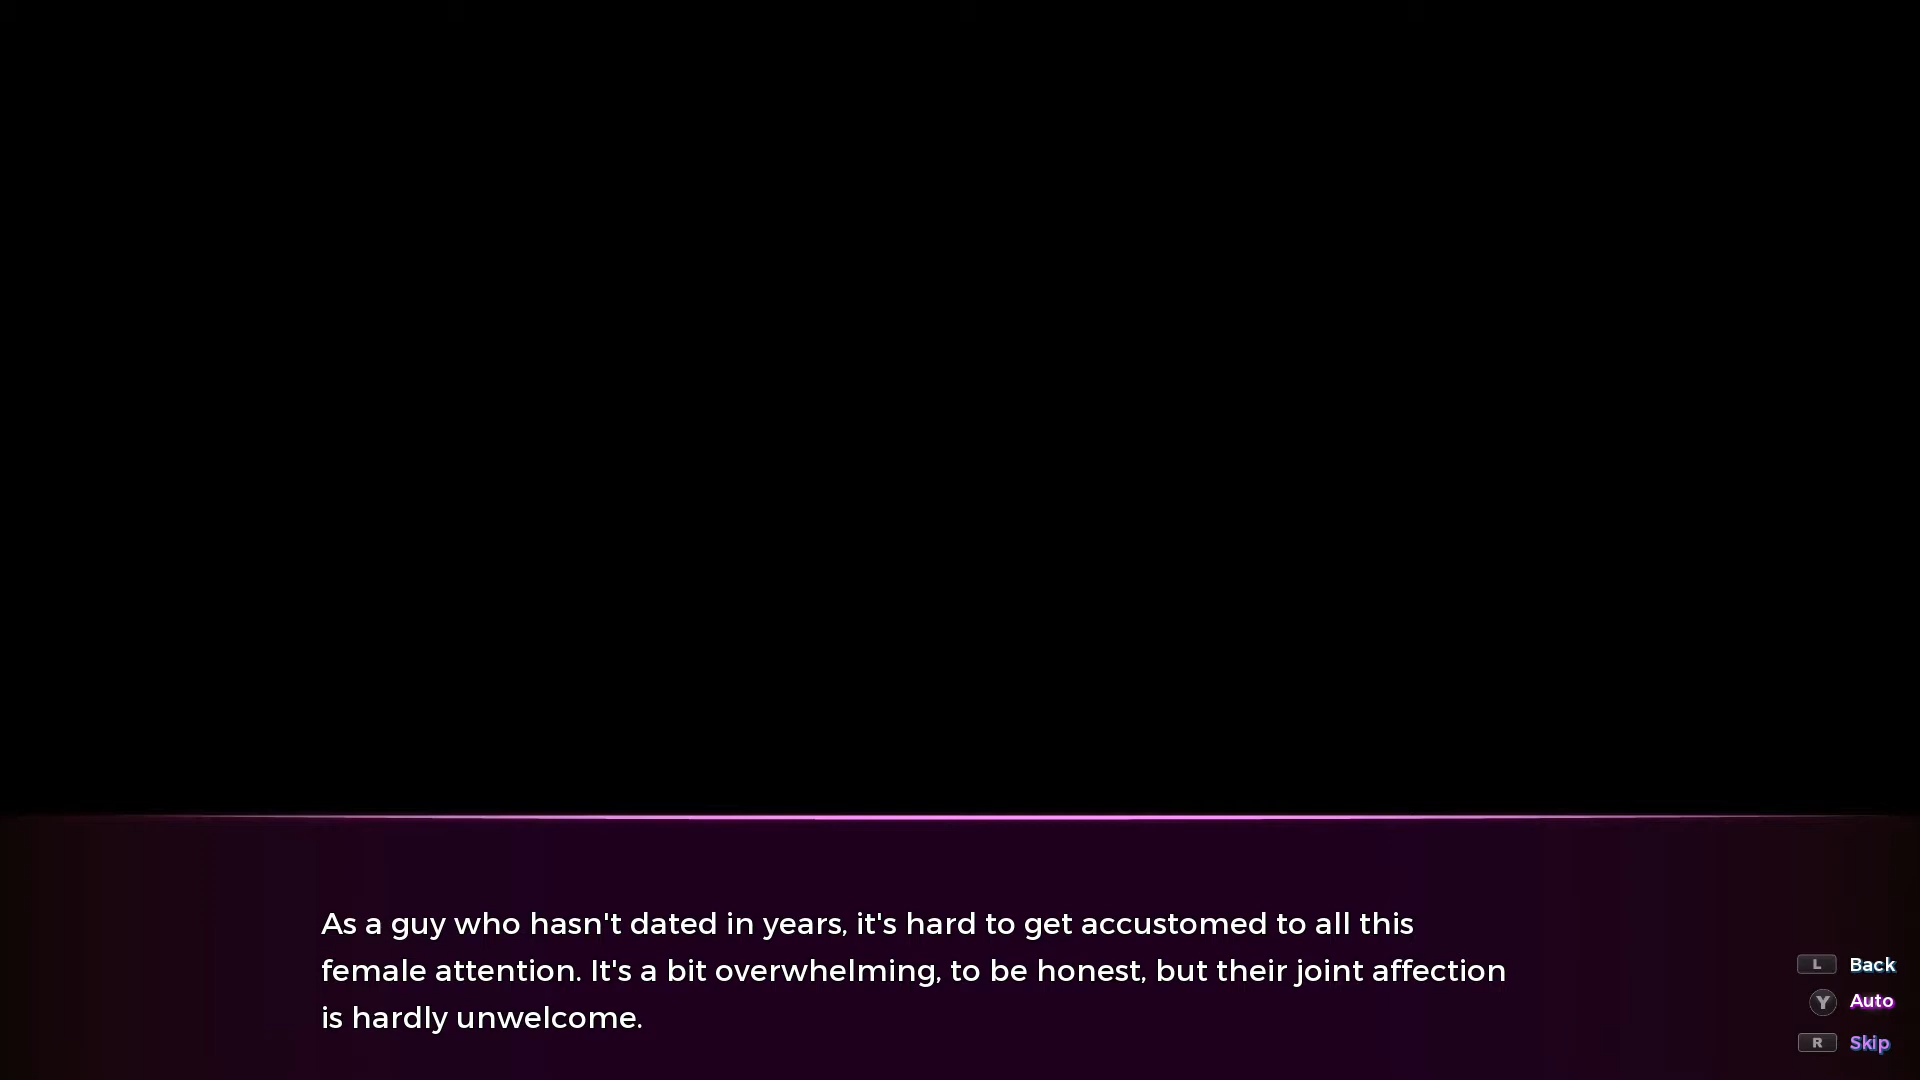 As a guy who hasn't dated in years, it's hard to get accustomed to all this
female attention. It's a bit overwhelming, to be honest, but their joint affection
is hardly unwelcome.
L Back
Y Auto
R Skip